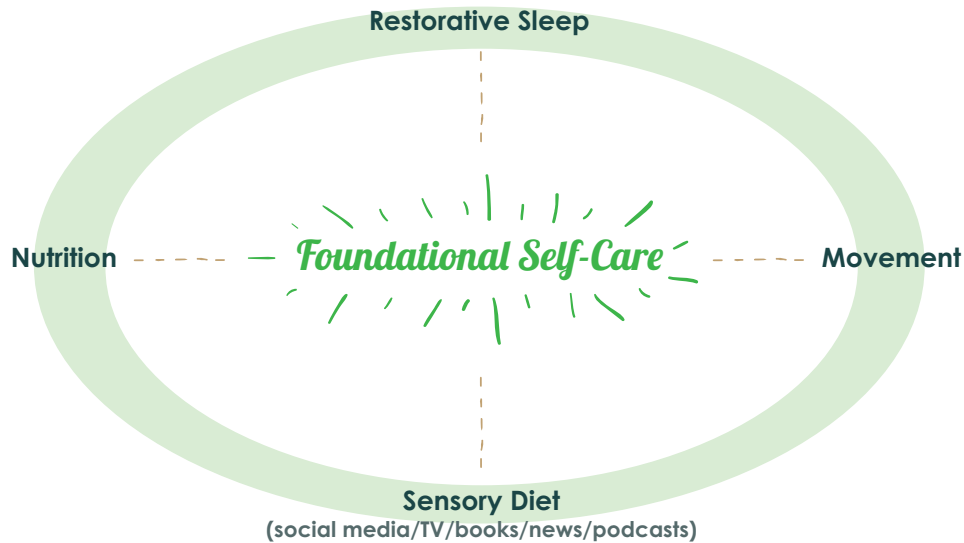 Restorative Sleep
Nutrition
Foundational Self-Care
Movement
Sensory Diet
(social media/TV/books/news/podcasts)